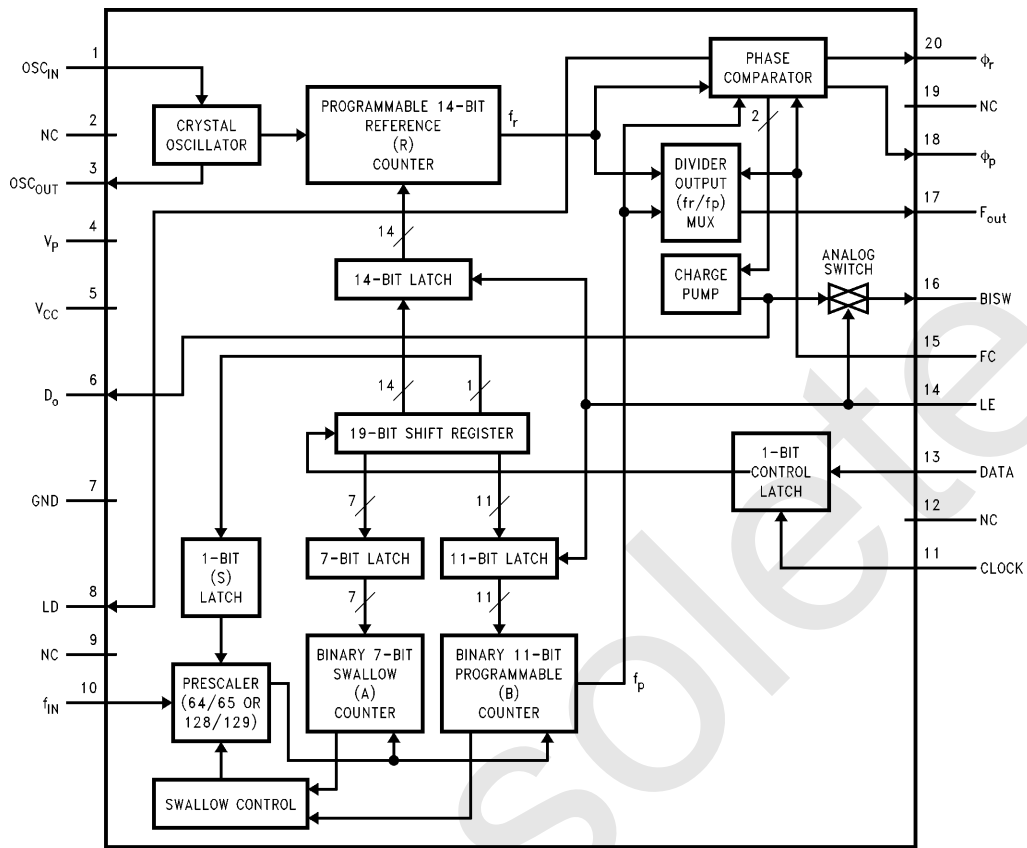 1
OSC_IN
2
NC
3
OSC_OUT
4
V_P
5
V_CC
6
D_o
7
GND
8
LD
9
NC
10
f_IN
CRYSTAL
OSCILLATOR
PROGRAMMABLE 14-BIT
REFERENCE
(R)
COUNTER
f_r
14
14-BIT LATCH
14
1
19-BIT SHIFT REGISTER
7
11
1-BIT
(S)
LATCH
7-BIT LATCH
11-BIT LATCH
7
11
PRESCALER
(64/65 OR
128/129)
BINARY 7-BIT
SWALLOW
(A)
COUNTER
BINARY 11-BIT
PROGRAMMABLE
(B)
COUNTER
f_p
SWALLOW CONTROL
PHASE
COMPARATOR
2
DIVIDER
OUTPUT
(fr/fp)
MUX
CHARGE
PUMP
ANALOG
SWITCH
1-BIT
CONTROL
LATCH
20
ϕ_r
19
NC
18
ϕ_p
17
F_out
16
BISW
15
FC
14
LE
13
DATA
12
NC
11
CLOCK
solete